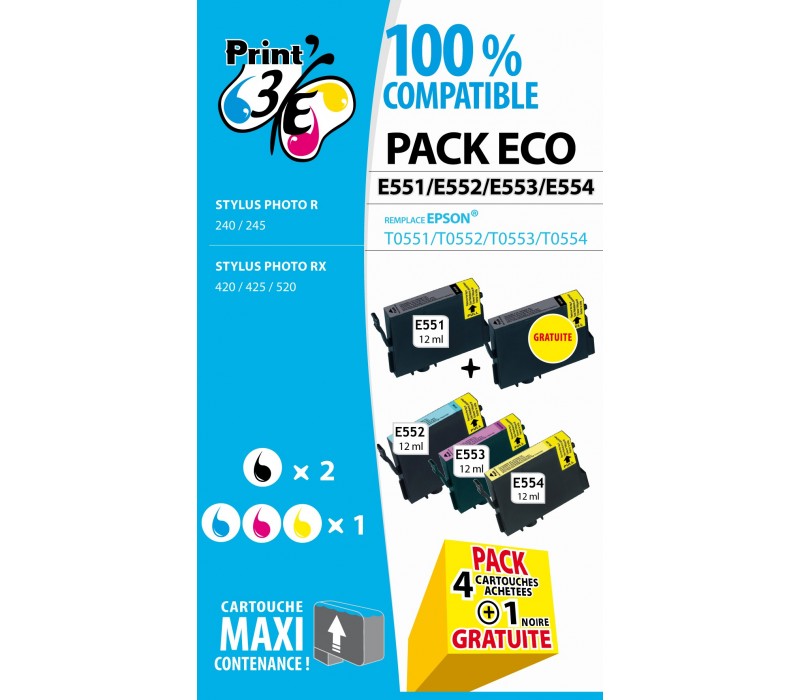 Print'
3
E
100 %
COMPATIBLE
PACK ECO
E551/E552/E553/E554
REMPLACE EPSON®
T0551/T0552/T0553/T0554
STYLUS PHOTO R
240 / 245
STYLUS PHOTO RX
420 / 425 / 520
E551
12 ml
+
GRATUITE
E552
12 ml
E553
12 ml
E554
12 ml
x 2
x 1
CARTOUCHE
MAXI
CONTENANCE !
PACK
4 CARTOUCHES
ACHETEES
+ 1 NOIRE
GRATUITE